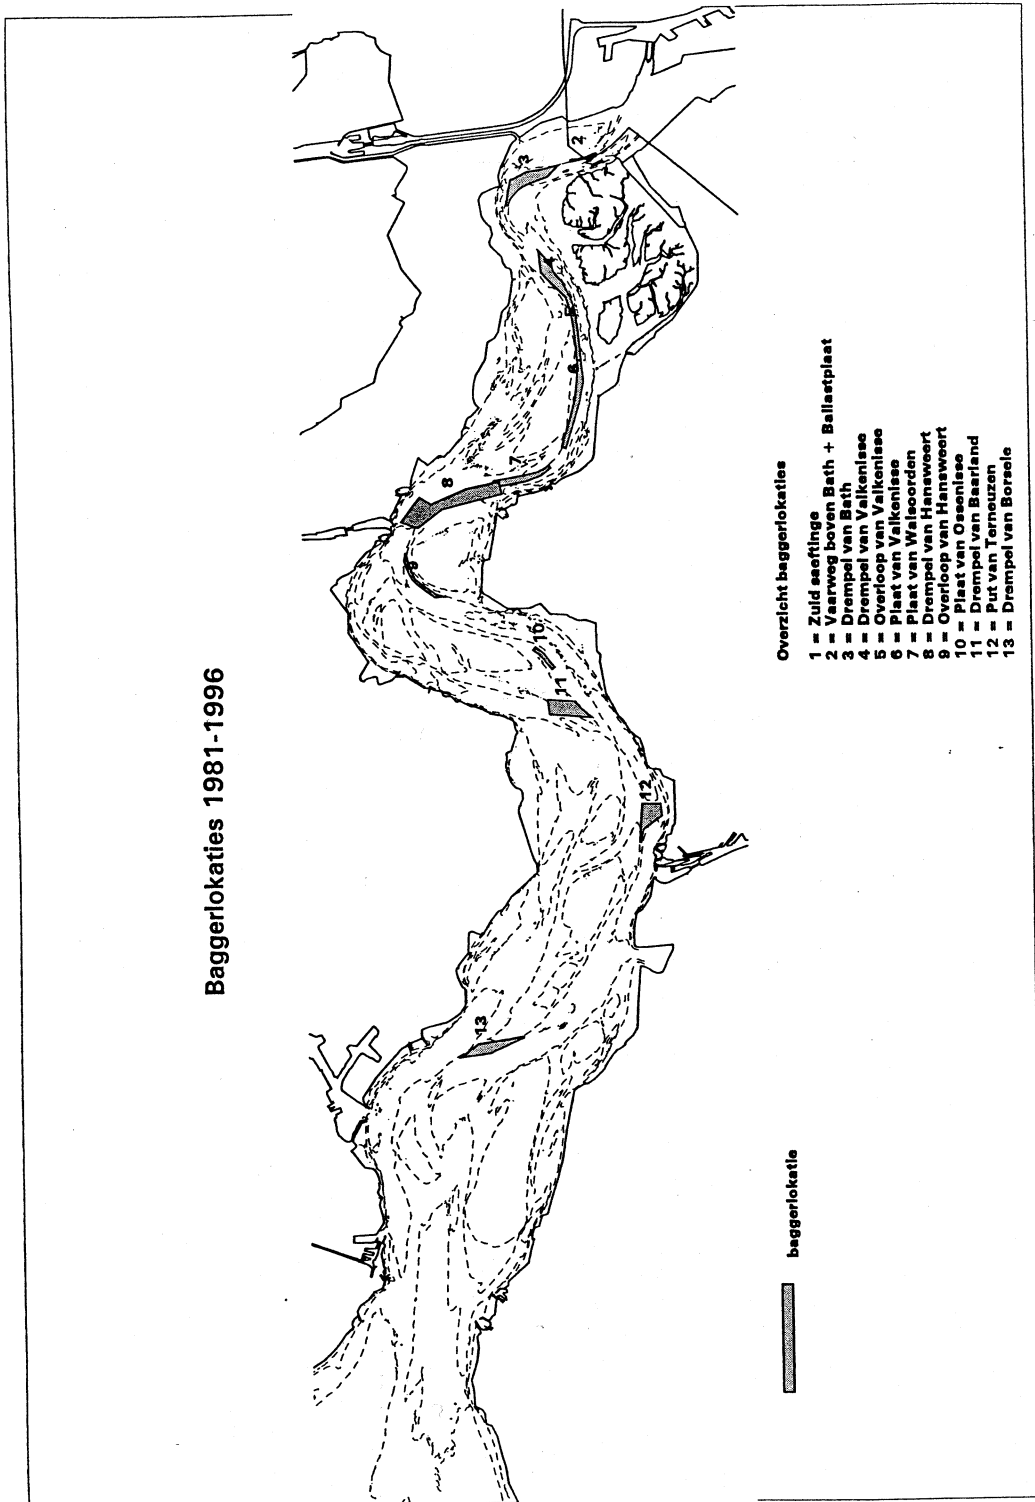 Baggerlokaties 1981-1996
13
12
11
10
9
8
7
6
5
4
3
2
baggerlokatie
Overzicht baggerlokaties
1 = Zuid saeftinge
2 = Vaarweg boven Bath + Ballastplaat
3 = Drempel van Bath
4 = Drempel van Valkenisse
5 = Overloop van Valkenisse
6 = Plaat van Valkenisse
7 = Plaat van Walsoorden
8 = Drempel van Hansweert
9 = Overloop van Hansweert
10 = Plaat van Ossenisse
11 = Drempel van Baarland
12 = Put van Terneuzen
13 = Drempel van Borsele